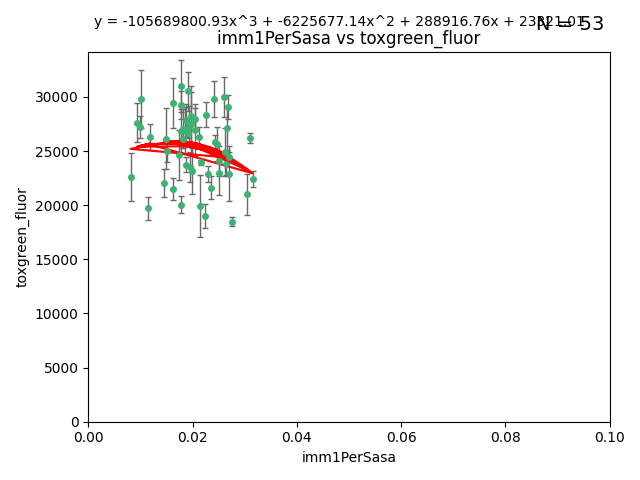 y = -105689800.93x^3 + -6225677.14x^2 + 288916.76x + 
N = 53
imm1PerSasa vs toxgreen_fluor
30000
25000
20000
15000
10000
5000
0
toxgreen_fluor
0.00 0.02 0.04 0.06 0.08 0.10
imm1PerSasa